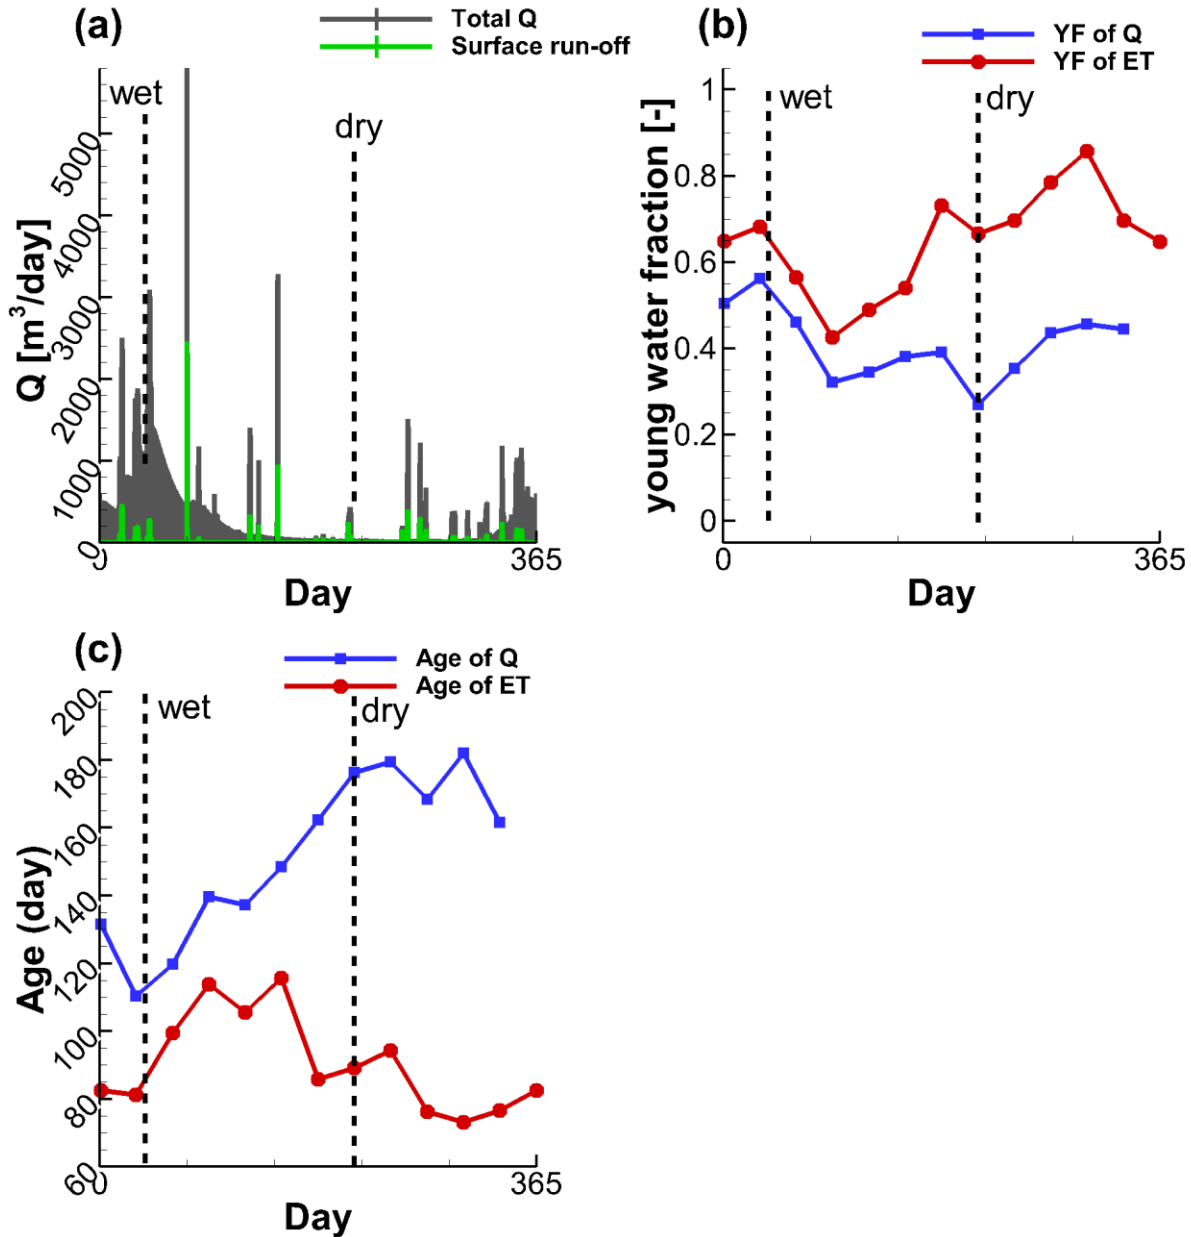 (a)
Total Q
Surface run-off
wet
dry
5000
4000
3000
2000
1000
0
Q [m³/day]
365
Day
(b)
YF of Q
YF of ET
wet
dry
1
0.8
0.6
0.4
0.2
0
young water fraction [-]
0
365
Day
(c)
Age of Q
Age of ET
wet
dry
200
180
160
140
120
100
80
60
Age (day)
0
365
Day